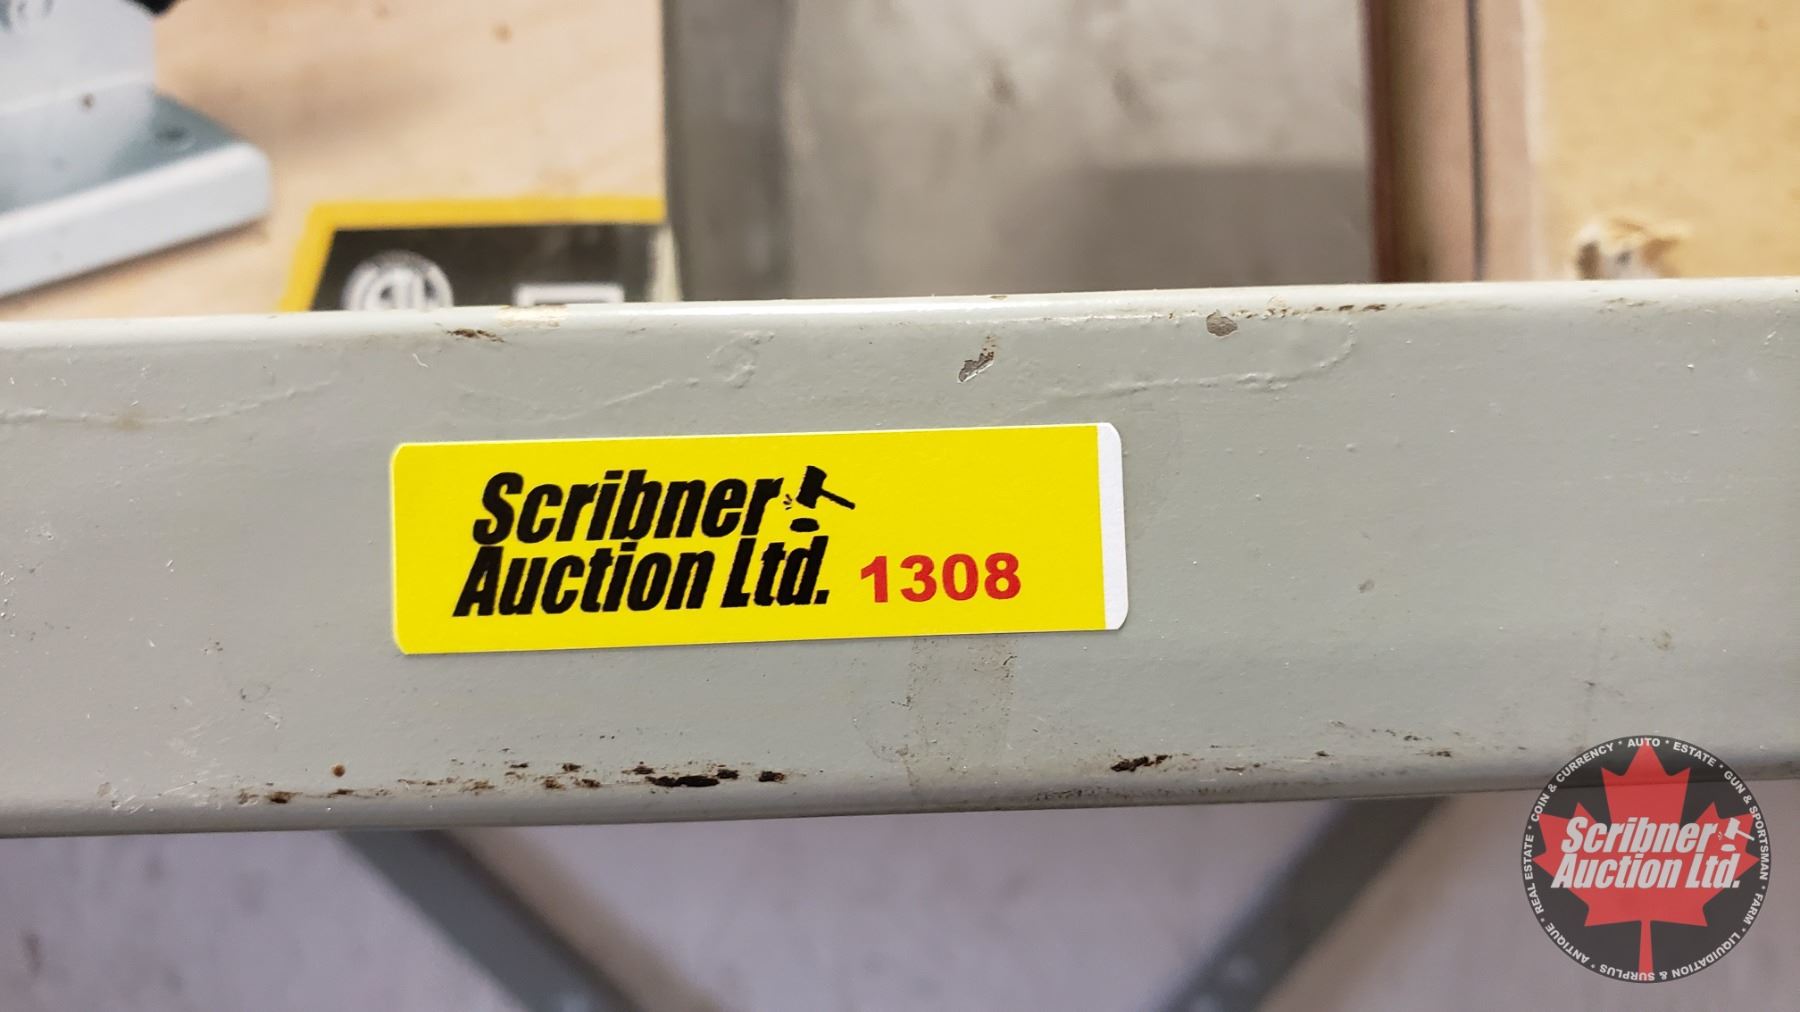 Scribner
Auction Ltd. 1308
REAL ESTATE • COIN & CURRENCY • AUTO • ESTATE • GUN & SPORTSMAN • FARM • LIQUIDATION & SURPLUS • ANTIQUE •
Scribner
Auction Ltd.